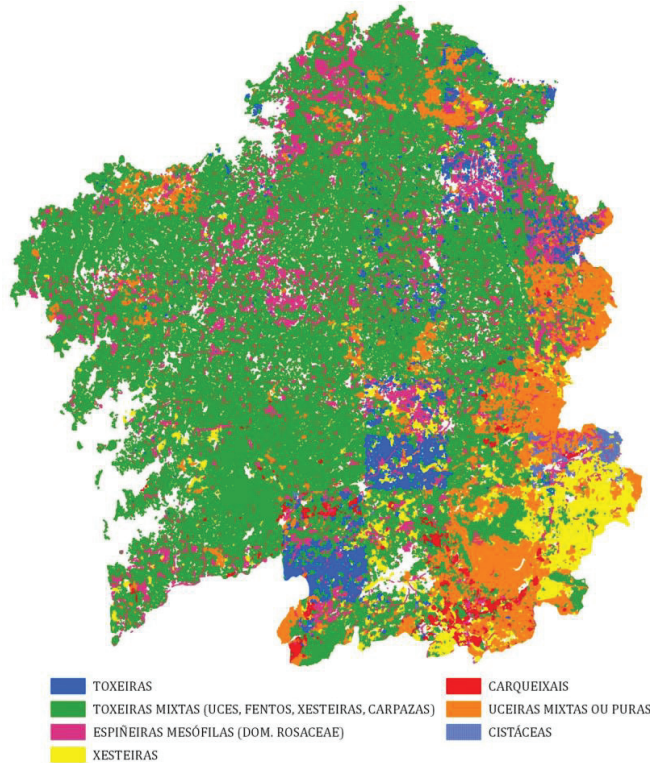 TOXEIRAS
TOXEIRAS MIXTAS (UCES, FENTOS, XESTEIRAS, CARPAZAS)
ESPIÑEIRAS MESÓFILAS (DOM. ROSACEAE)
XESTEIRAS
CARQUEIXAIS
UCEIRAS MIXTAS OU PURAS
CISTÁCEAS